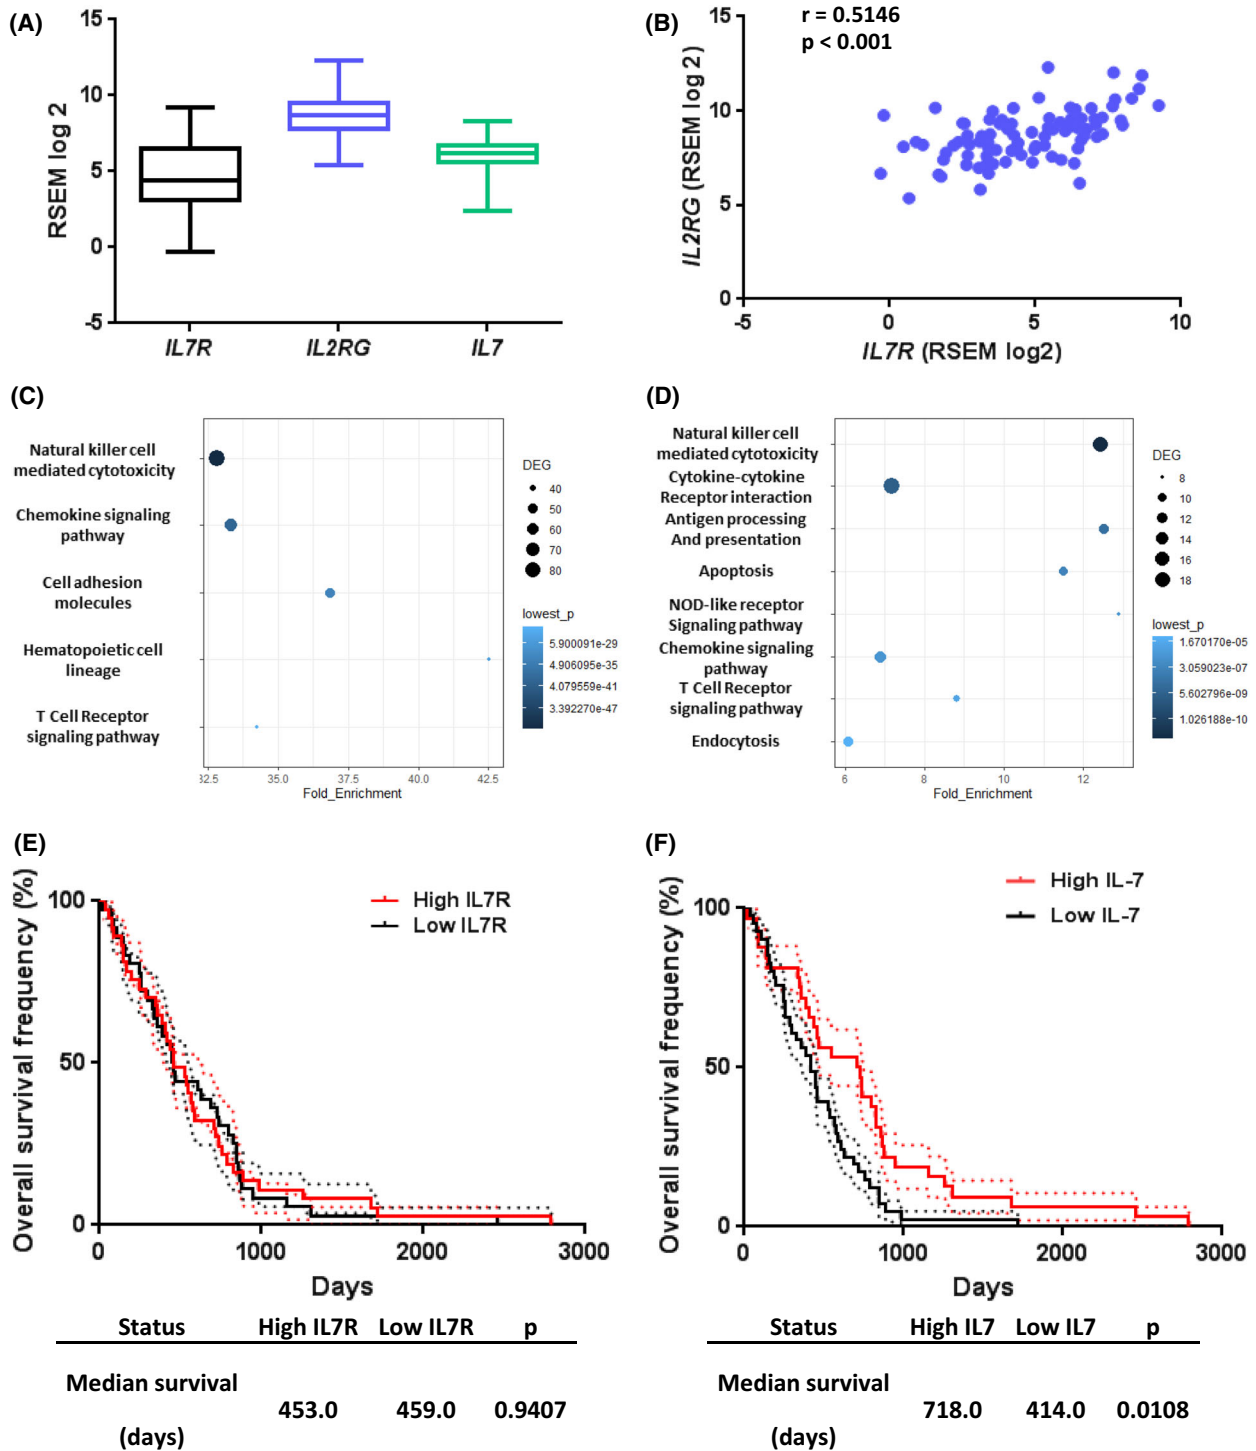 (A)
15
10
5
0
-5
RSEM log 2
IL7R
IL2RG
IL7
(B)
r = 0.5146
p < 0.001
15
10
5
0
IL2RG (RSEM log 2)
-5
0
5
10
IL7R (RSEM log2)
(C)
Natural killer cell
mediated cytotoxicity
Chemokine signaling
pathway
Cell adhesion
molecules
Hematopoietic cell
lineage
T Cell Receptor
signaling pathway
32.5
35.0
37.5
40.0
42.5
Fold_Enrichment
DEG
40
50
60
70
80
lowest_p
5.900091e-29
4.906095e-35
4.079559e-41
3.392270e-47
(D)
Natural killer cell
mediated cytotoxicity
Cytokine-cytokine
Receptor interaction
Antigen processing
And presentation
Apoptosis
NOD-like receptor
Signaling pathway
Chemokine signaling
pathway
T Cell Receptor
signaling pathway
Endocytosis
6
8
10
12
Fold_Enrichment
DEG
8
10
12
14
16
18
lowest_p
1.670170e-05
3.059023e-07
5.602796e-09
1.026188e-10
(E)
High IL7R
Low IL7R
Overall survival frequency (%)
100
50
0
0
1000
2000
3000
Days
Status High IL7R Low IL7R p
Median survival
453.0 459.0 0.9407
(days)
(F)
High IL-7
Low IL-7
Overall survival frequency (%)
100
50
0
0
1000
2000
3000
Days
Status High IL7 Low IL7 p
Median survival
718.0 414.0 0.0108
(days)